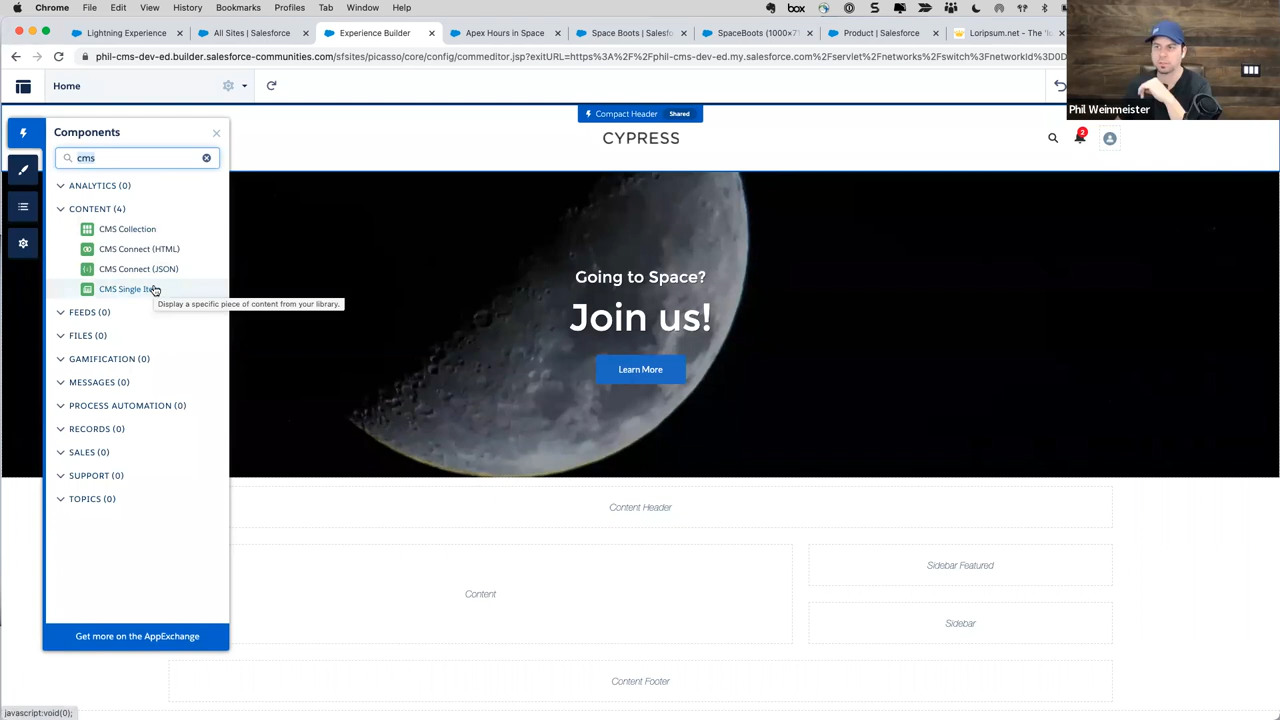 Chrome File Edit View History Bookmarks Profiles Tab Window Help
box
Lightning Experience
All Sites | Salesforce
Experience Builder
Apex Hours in Space
Space Boots | Salesfo
SpaceBoots (1000×7
Product | Salesforce
Loripsum.net - The 'lo
phil-cms-dev-ed.builder.salesforce-communities.com/sfsites/picasso/core/config/commeditor.jsp?https%3A%2F%2Fphil-cms-dev-ed.my.salesforce.com%2Fservlet%2Fnetworks%2Fswitch%3FnetworkId%3D0D
Home
Phil Weinmeister
Compact Header Shared
CYPRESS
2
Components
cms
ANALYTICS (0)
CONTENT (4)
CMS Collection
CMS Connect (HTML)
CMS Connect (JSON)
CMS Single Ite
Display a specific piece of content from your library.
FEEDS (0)
FILES (0)
GAMIFICATION (0)
MESSAGES (0)
PROCESS AUTOMATION (0)
RECORDS (0)
SALES (0)
SUPPORT (0)
TOPICS (0)
Get more on the AppExchange
Going to Space?
Join us!
Learn More
Content Header
Content
Sidebar Featured
Sidebar
Content Footer
javascript:void(0);